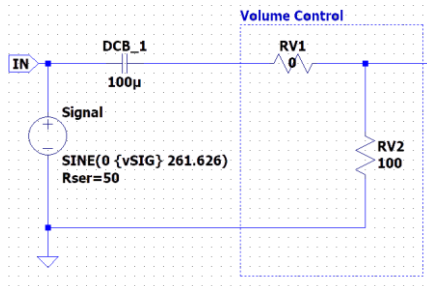 Volume Control
DCB_1
RV1
IN
0
100µ
Signal
+
−
RV2
100
SINE(0 {vSIG} 261.626)
Rser=50